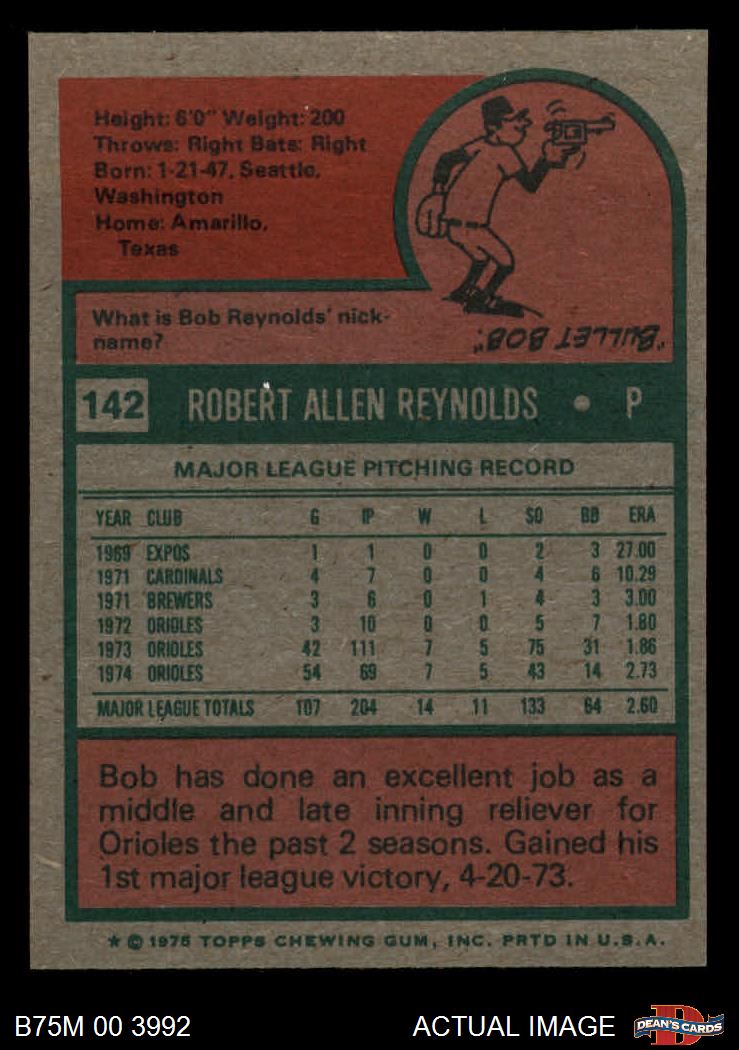 Height: 6'0" Weight: 200
Throws: Right Bats: Right
Born: 1-21-47, Seattle,
Washington
Home: Amarillo,
Texas
What is Bob Reynolds' nick-
name?
"BULLET BOB."
142 ROBERT ALLEN REYNOLDS • P
MAJOR LEAGUE PITCHING RECORD
YEAR CLUB G IP W L SO BB ERA
1969 EXPOS 1 1 0 0 2 3 27.00
1971 CARDINALS 4 7 0 0 4 6 10.29
1971 BREWERS 3 6 0 1 4 3 3.00
1972 ORIOLES 3 10 0 0 5 7 1.80
1973 ORIOLES 42 111 7 5 75 31 1.86
1974 ORIOLES 54 69 7 5 43 14 2.73
MAJOR LEAGUE TOTALS 107 204 14 11 133 64 2.60
Bob has done an excellent job as a
middle and late inning reliever for
Orioles the past 2 seasons. Gained his
1st major league victory, 4-20-73.
★ © 1975 TOPPS CHEWING GUM, INC. PRTD IN U.S.A.
B75M 00 3992 ACTUAL IMAGE D DEAN'S CARDS